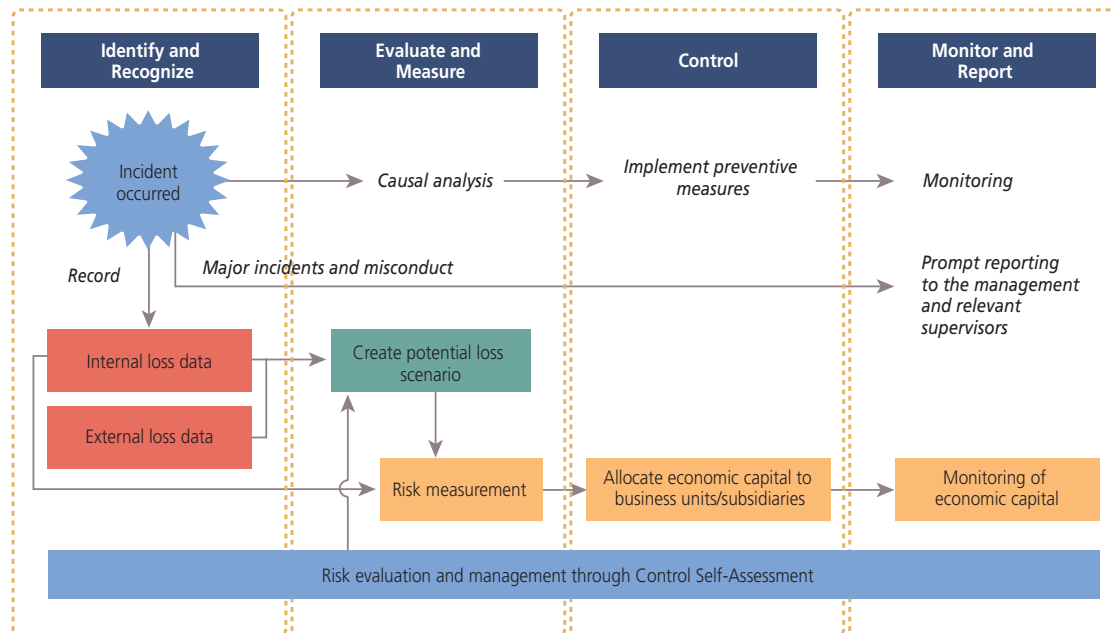 Identify and
Recognize
Evaluate and
Measure
Control
Monitor and
Report
Incident
occurred
Causal analysis
Implement preventive
measures
Monitoring
Record
Major incidents and misconduct
Prompt reporting
to the management
and relevant
supervisors
Internal loss data
Create potential loss
scenario
External loss data
Risk measurement
Allocate economic capital to
business units/subsidiaries
Monitoring of
economic capital
Risk evaluation and management through Control Self-Assessment